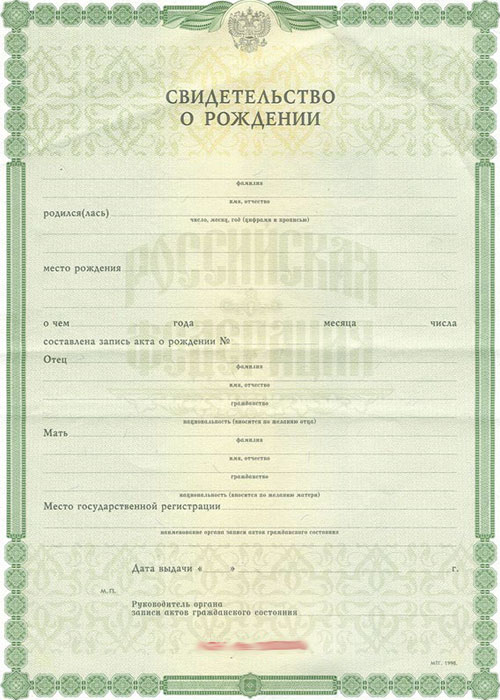 СВИДЕТЕЛЬСТВО
О РОЖДЕНИИ
фамилия
имя, отчество
родился(лась)
число, месяц, год (цифрами и прописью)
РОССИЙСКАЯ
место рождения
ФЕДЕРАЦИЯ
о чем года месяца числа
составлена запись акта о рождении №
Отец
фамилия
имя, отчество
гражданство
национальность (вносится по желанию отца)
Мать
фамилия
имя, отчество
гражданство
национальность (вносится по желанию матери)
Место государственной регистрации
наименование органа записи актов гражданского состояния
Дата выдачи « » г.
М.П.
Руководитель органа
записи актов гражданского состояния
МПГ. 1998.